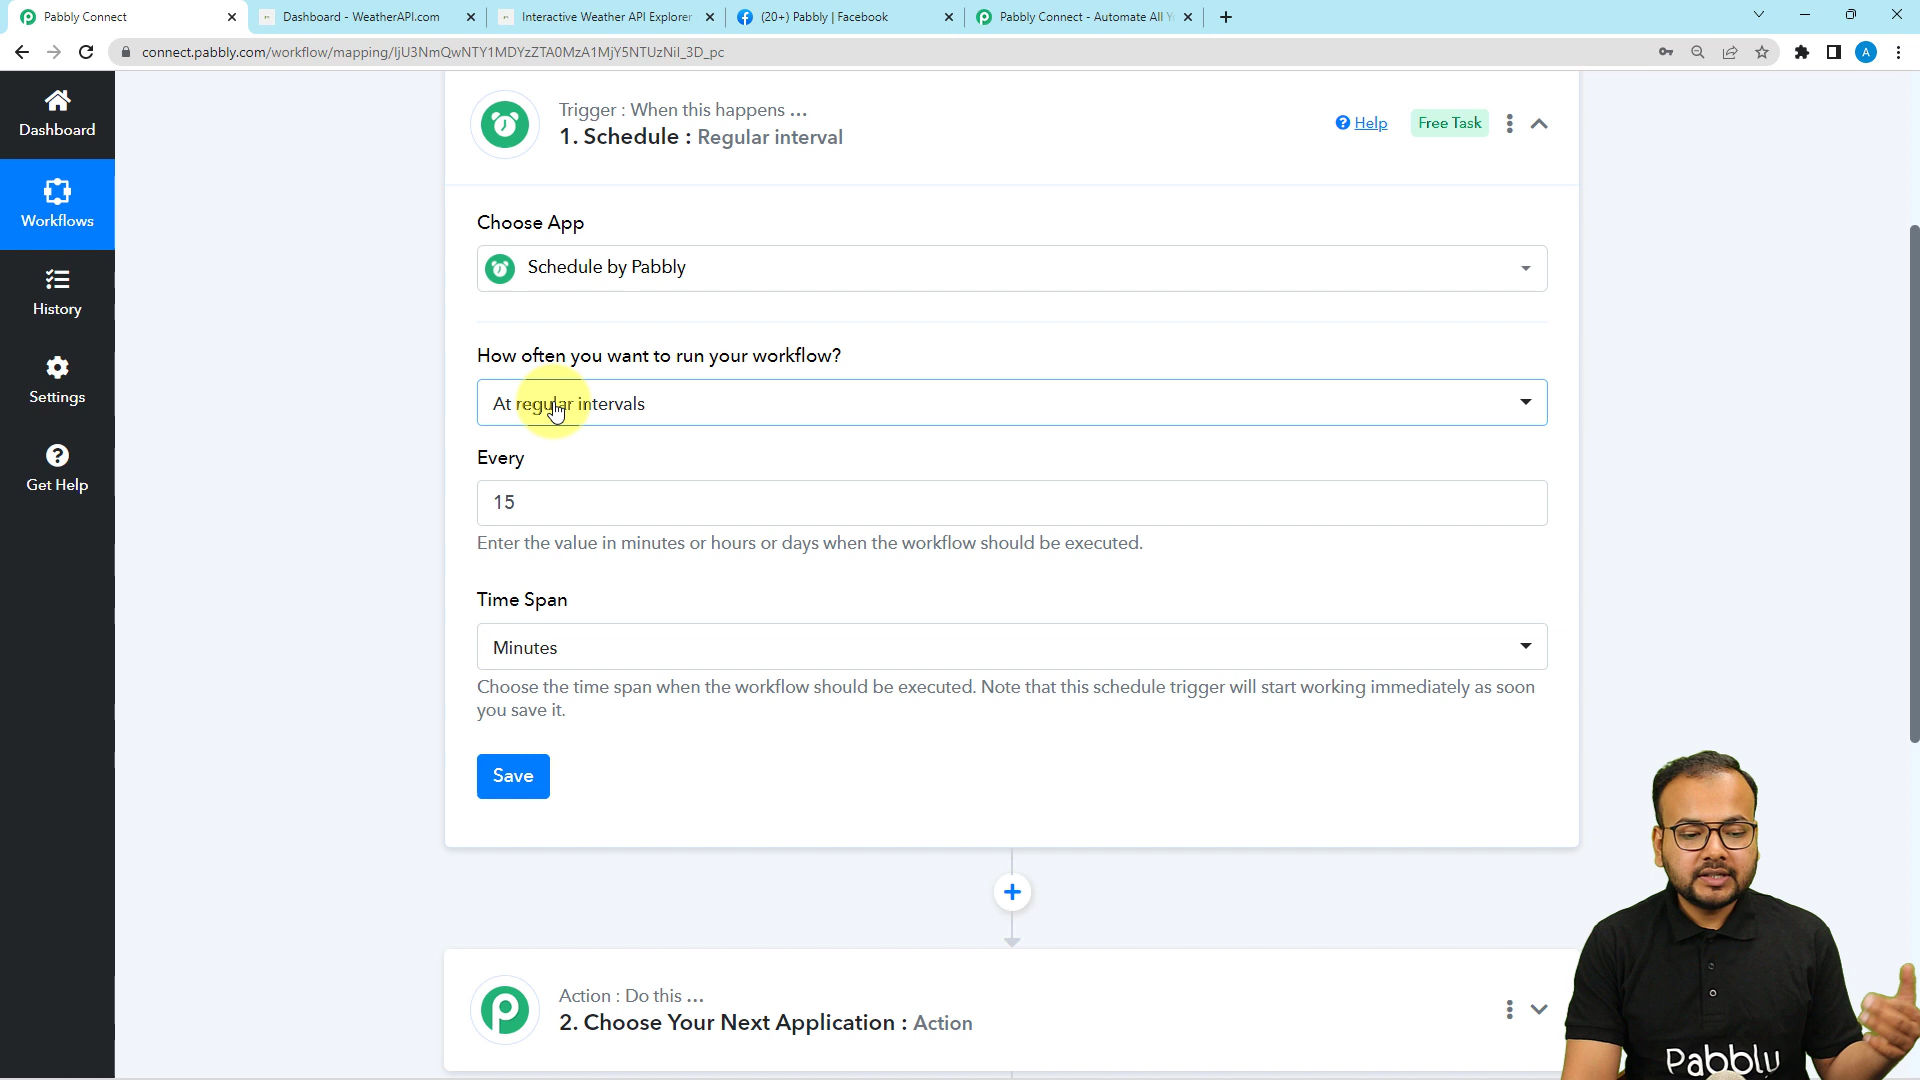 Pabbly Connect
Dashboard - WeatherAPI.com
Interactive Weather API Explorer
(20+) Pabbly | Facebook
Pabbly Connect - Automate All Y
connect.pabbly.com/workflow/mapping/IjU3NmQwNTY1MDYzZTA0MzA1MjY5NTUzNiI_3D_pc
A
Dashboard
Workflows
History
Settings
Get Help
Trigger : When this happens ...
1. Schedule : Regular interval
Help
Free Task
Choose App
Schedule by Pabbly
How often you want to run your workflow?
At regular intervals
Every
15
Enter the value in minutes or hours or days when the workflow should be executed.
Time Span
Minutes
Choose the time span when the workflow should be executed. Note that this schedule trigger will start working immediately as soon
you save it.
Save
Action : Do this ...
2. Choose Your Next Application : Action
Pabbly